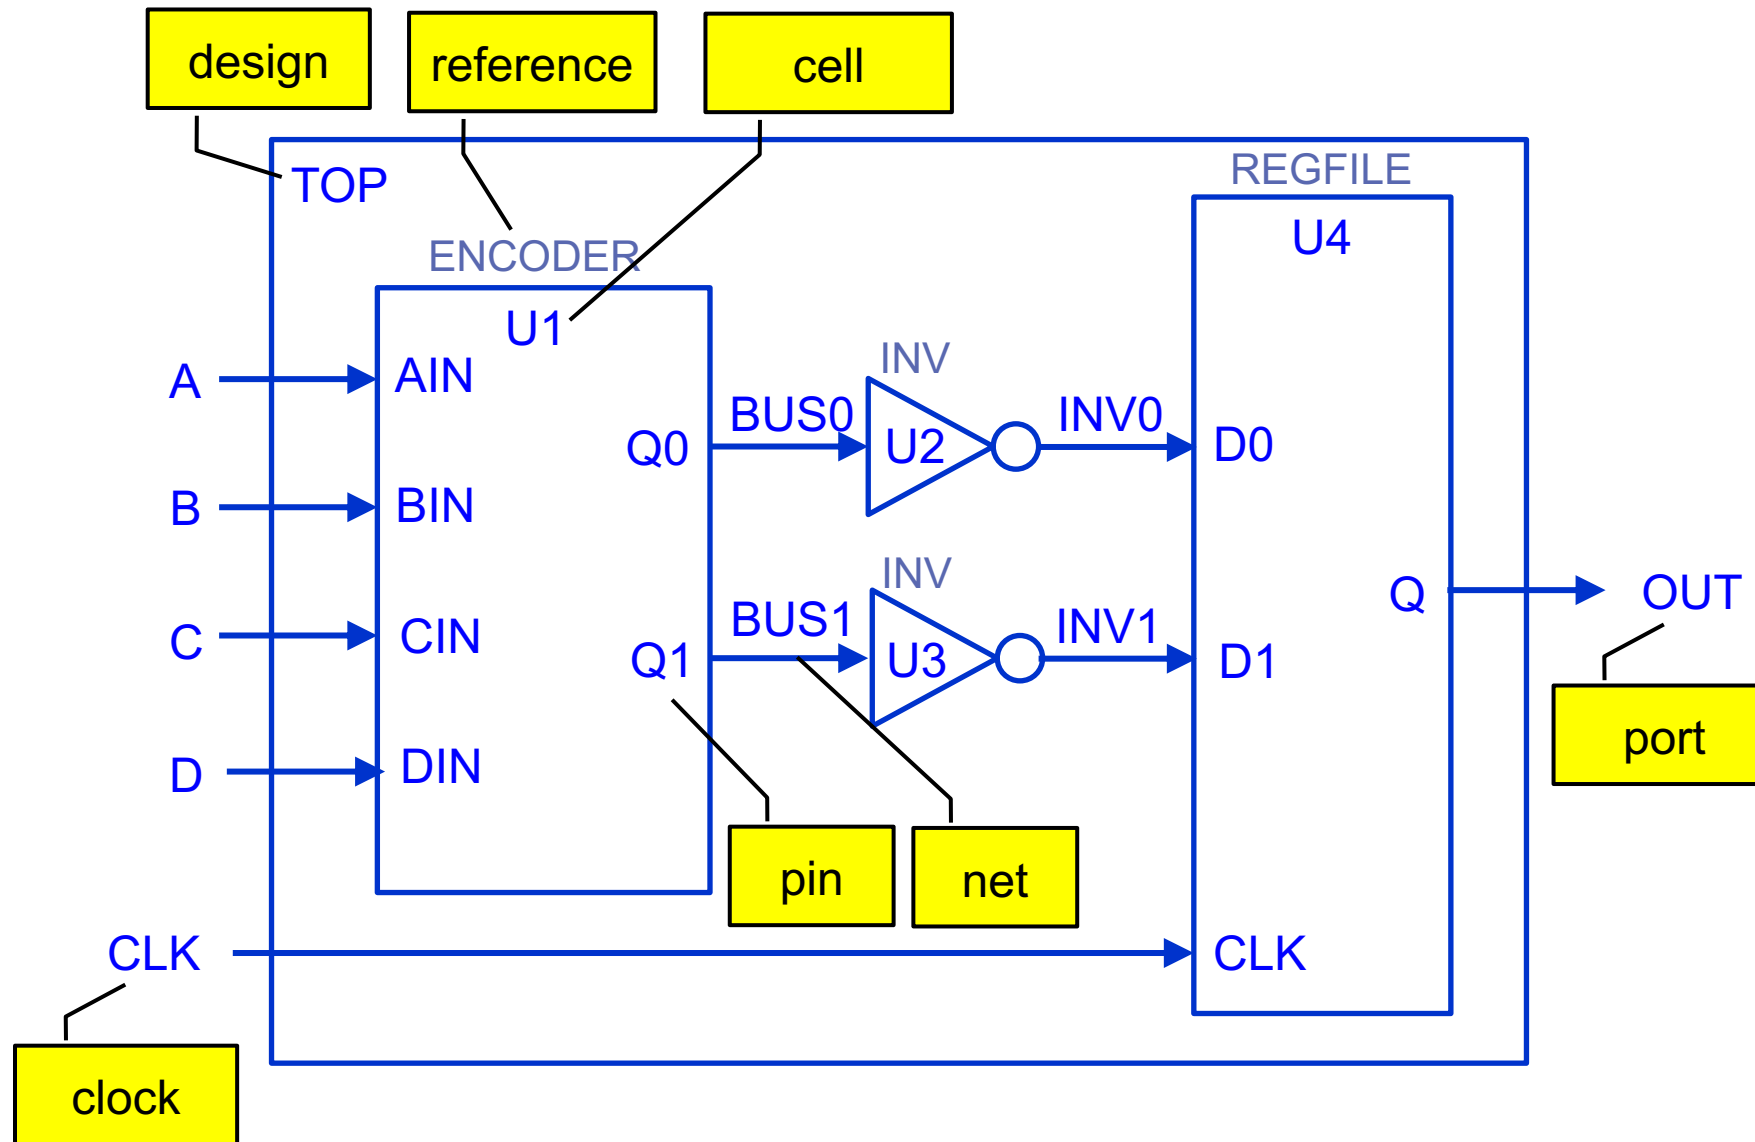 design
reference
cell
TOP
REGFILE
ENCODER
U4
U1
INV
A
AIN
BUS0
INV0
Q0
U2
D0
B
BIN
INV
BUS1
INV1
Q
OUT
C
CIN
Q1
U3
D1
port
D
DIN
pin
net
CLK
CLK
clock